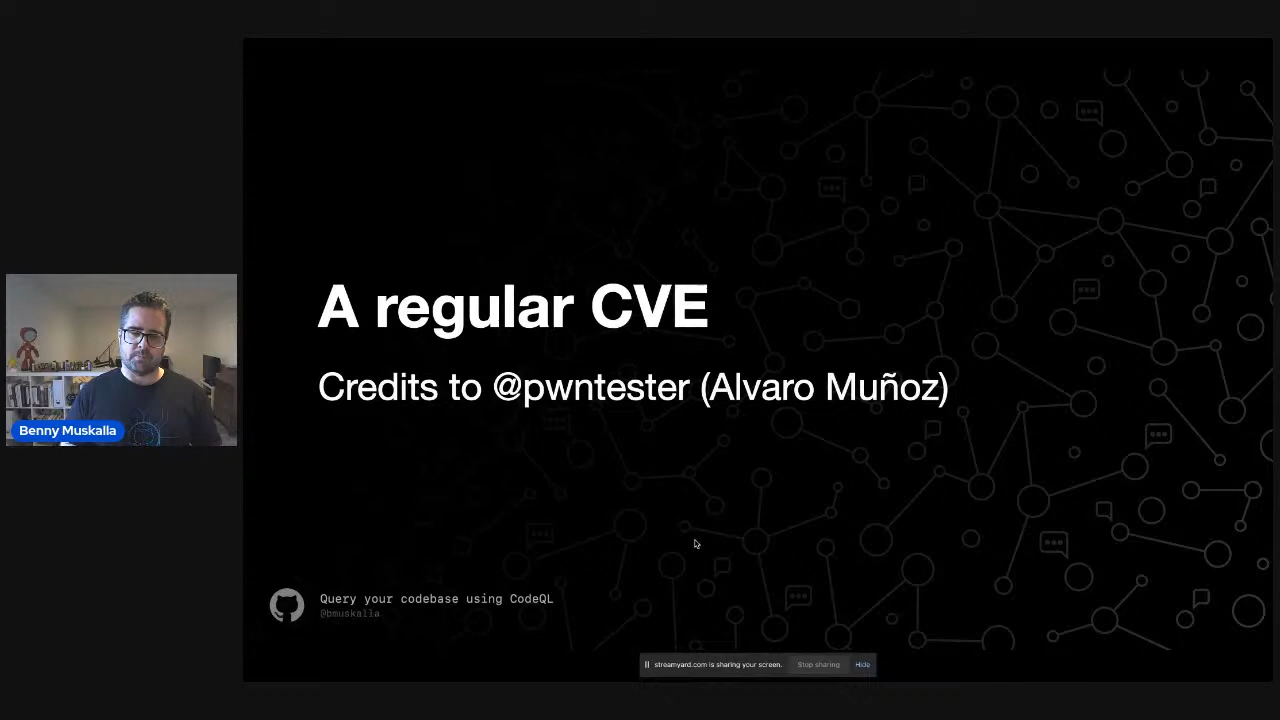 A regular CVE
Credits to @pwntester (Alvaro Muñoz)
Benny Muskalla
Query your codebase using CodeQL
@bmuskalla
streamyard.com is sharing your screen.
Stop sharing
Hide